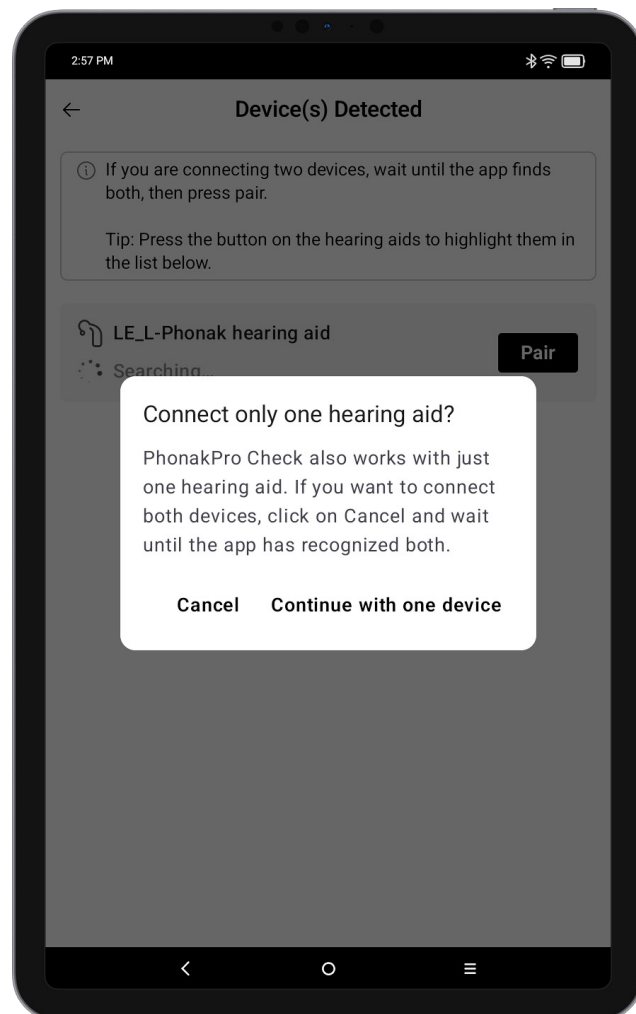 2:57 PM
Device(s) Detected
If you are connecting two devices, wait until the app finds
both, then press pair.
Tip: Press the button on the hearing aids to highlight them in
the list below.
LE_L-Phonak hearing aid
Pair
Searching...
Connect only one hearing aid?
PhonakPro Check also works with just
one hearing aid. If you want to connect
both devices, click on Cancel and wait
until the app has recognized both.
Cancel Continue with one device